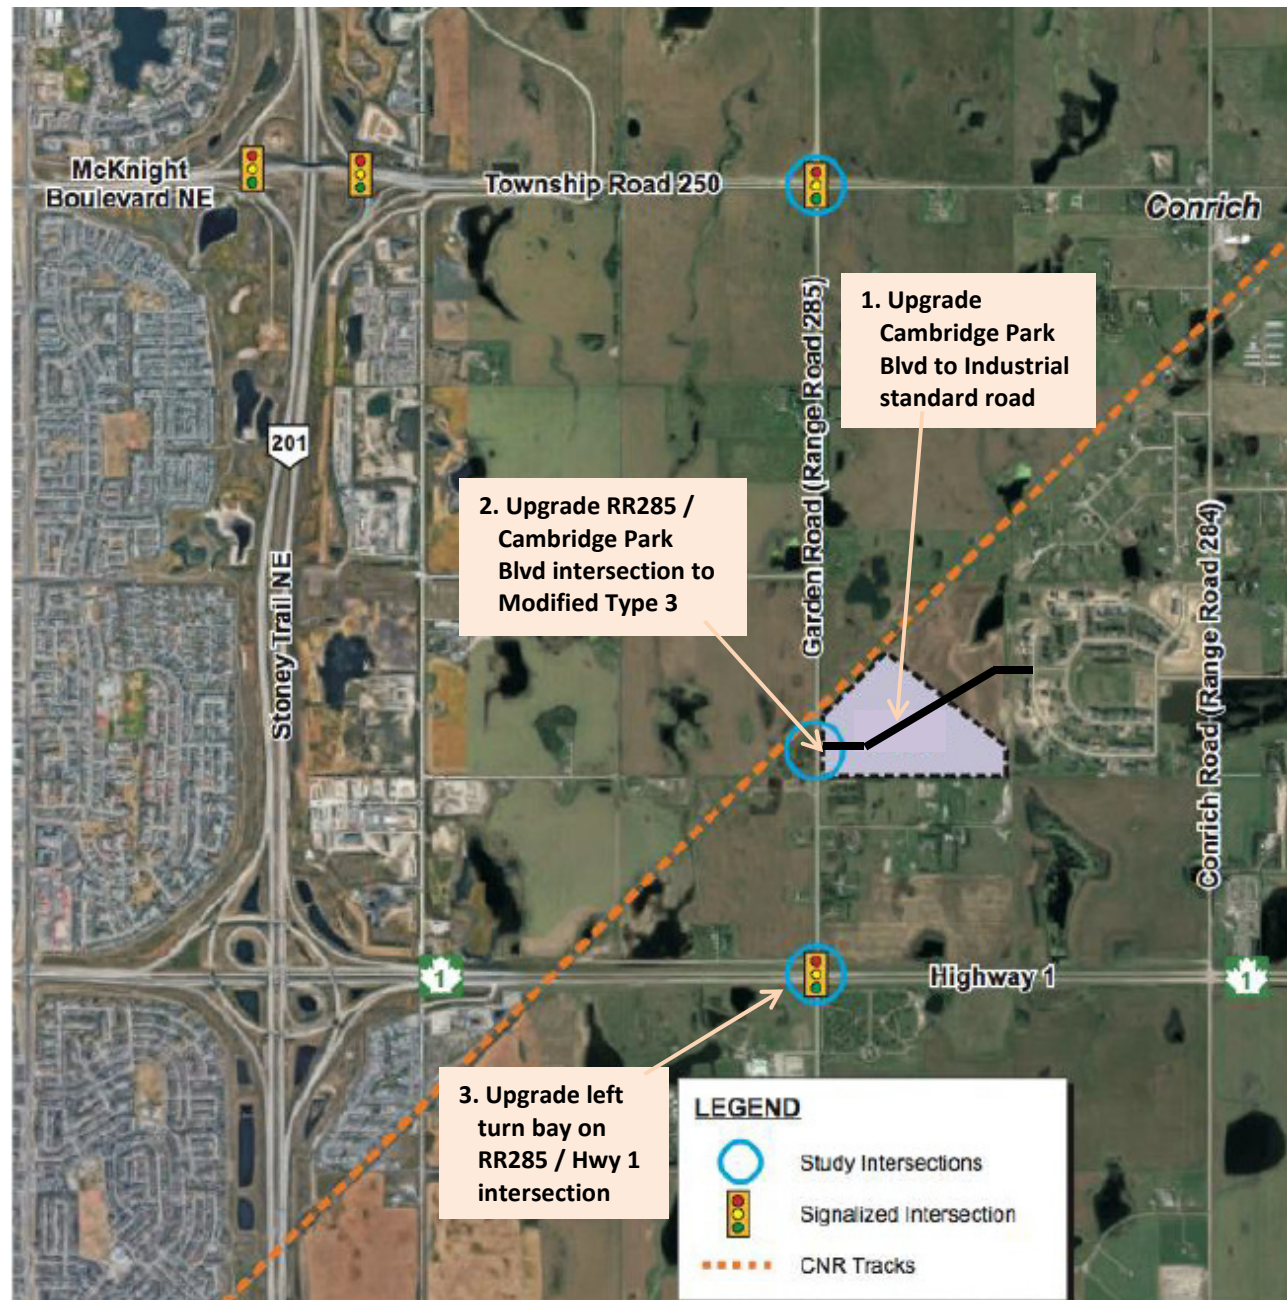 McKnight
Boulevard NE
Township Road 250
Conrich
1. Upgrade
Cambridge Park
Blvd to Industrial
standard road
Garden Road (Range Road 285)
201
2. Upgrade RR285 /
Cambridge Park
Blvd intersection to
Modified Type 3
Stoney Trail NE
Conrich Road (Range Road 284)
1
Highway 1
1
3. Upgrade left
turn bay on
RR285 / Hwy 1
intersection
LEGEND
Study Intersections
Signalized Intersection
CNR Tracks